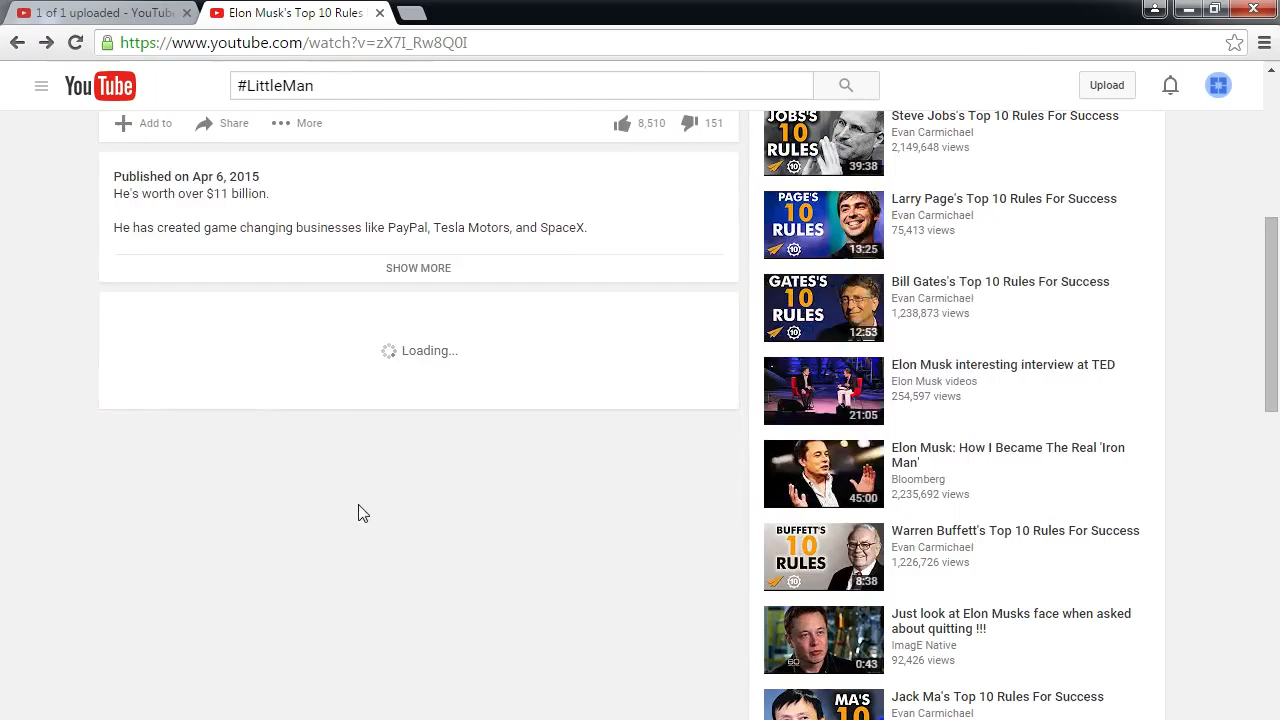 1 of 1 uploaded - YouTube
Elon Musk's Top 10 Rules
https://www.youtube.com/watch?v=zX7I_Rw8Q0I
YouTube
#LittleMan
Upload
Add to
Share
More
8,510
151
Published on Apr 6, 2015
He's worth over $11 billion.
He has created game changing businesses like PayPal, Tesla Motors, and SpaceX.
SHOW MORE
Loading...
JOBS'S
10
RULES
39:38
Steve Jobs's Top 10 Rules For Success
Evan Carmichael
2,149,648 views
PAGE'S
10
RULES
13:25
Larry Page's Top 10 Rules For Success
Evan Carmichael
75,413 views
GATES'S
10
RULES
12:53
Bill Gates's Top 10 Rules For Success
Evan Carmichael
1,238,873 views
21:05
Elon Musk interesting interview at TED
Elon Musk videos
254,597 views
45:00
Elon Musk: How I Became The Real 'Iron
Man'
Bloomberg
2,235,692 views
BUFFETT'S
10
RULES
8:38
Warren Buffett's Top 10 Rules For Success
Evan Carmichael
1,226,726 views
0:43
Just look at Elon Musks face when asked
about quitting !!!
ImagE Native
92,426 views
MA'S
10
Jack Ma's Top 10 Rules For Success
Evan Carmichael